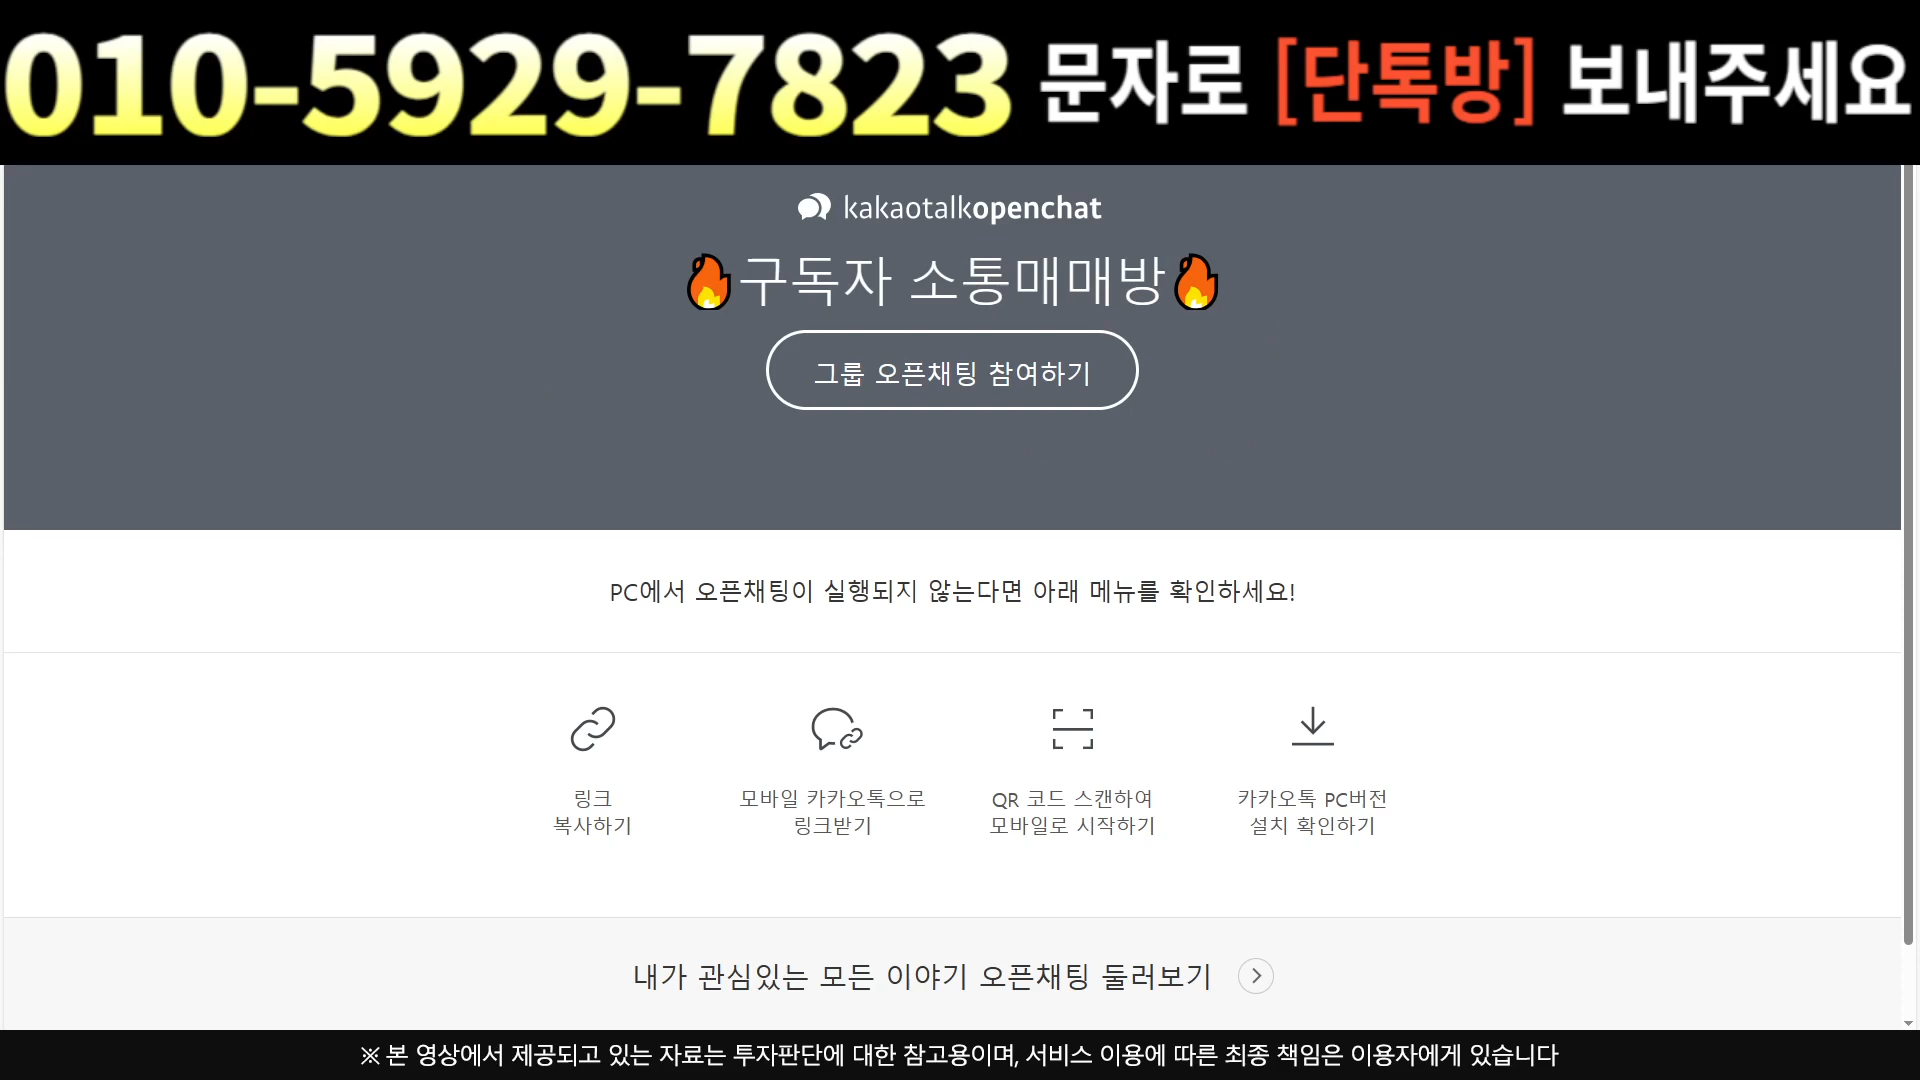 010-5929-7823 문자로 [단톡방] 보내주세요
kakaotalkopenchat
🔥구독자 소통매매방🔥
그룹 오픈채팅 참여하기
PC에서 오픈채팅이 실행되지 않는다면 아래 메뉴를 확인하세요!
링크
복사하기
모바일 카카오톡으로
링크받기
QR 코드 스캔하여
모바일로 시작하기
카카오톡 PC버전
설치 확인하기
내가 관심있는 모든 이야기 오픈채팅 둘러보기
※ 본 영상에서 제공되고 있는 자료는 투자판단에 대한 참고용이며, 서비스 이용에 따른 최종 책임은 이용자에게 있습니다